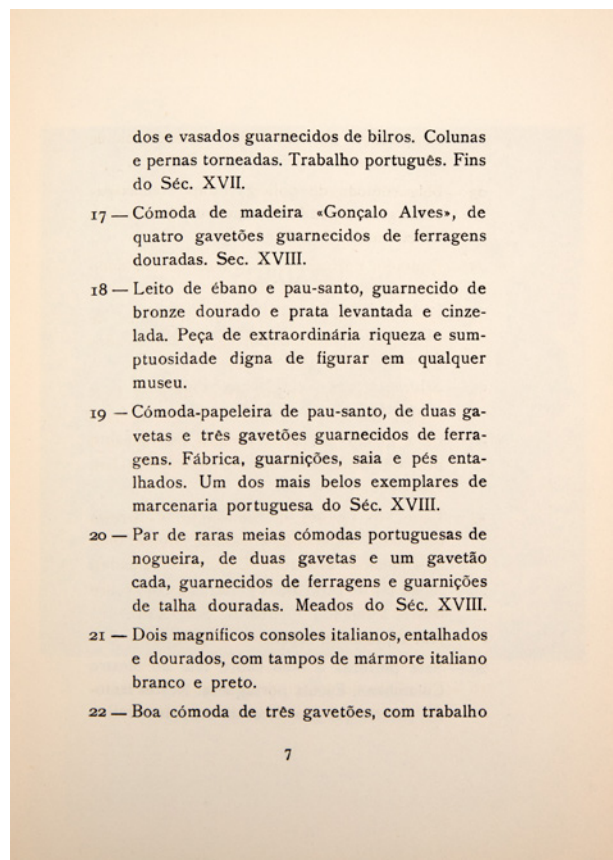 dos e vasados guarnecidos de bilros. Colunas
e pernas torneadas. Trabalho português. Fins
do Séc. XVII.
17 — Cómoda de madeira «Gonçalo Alves», de
quatro gavetões guarnecidos de ferragens
douradas. Sec. XVIII.
18 — Leito de ébano e pau-santo, guarnecido de
bronze dourado e prata levantada e cinze-
lada. Peça de extraordinária riqueza e sum-
ptuosidade digna de figurar em qualquer
museu.
19 — Cómoda-papeleira de pau-santo, de duas ga-
vetas e três gavetões guarnecidos de ferra-
gens. Fábrica, guarnições, saia e pés enta-
lhados. Um dos mais belos exemplares de
marcenaria portuguesa do Séc. XVIII.
20 — Par de raras meias cómodas portuguesas de
nogueira, de duas gavetas e um gavetão
cada, guarnecidos de ferragens e guarnições
de talha douradas. Meados do Séc. XVIII.
21 — Dois magníficos consoles italianos, entalhados
e dourados, com tampos de mármore italiano
branco e preto.
22 — Boa cómoda de três gavetões, com trabalho
7